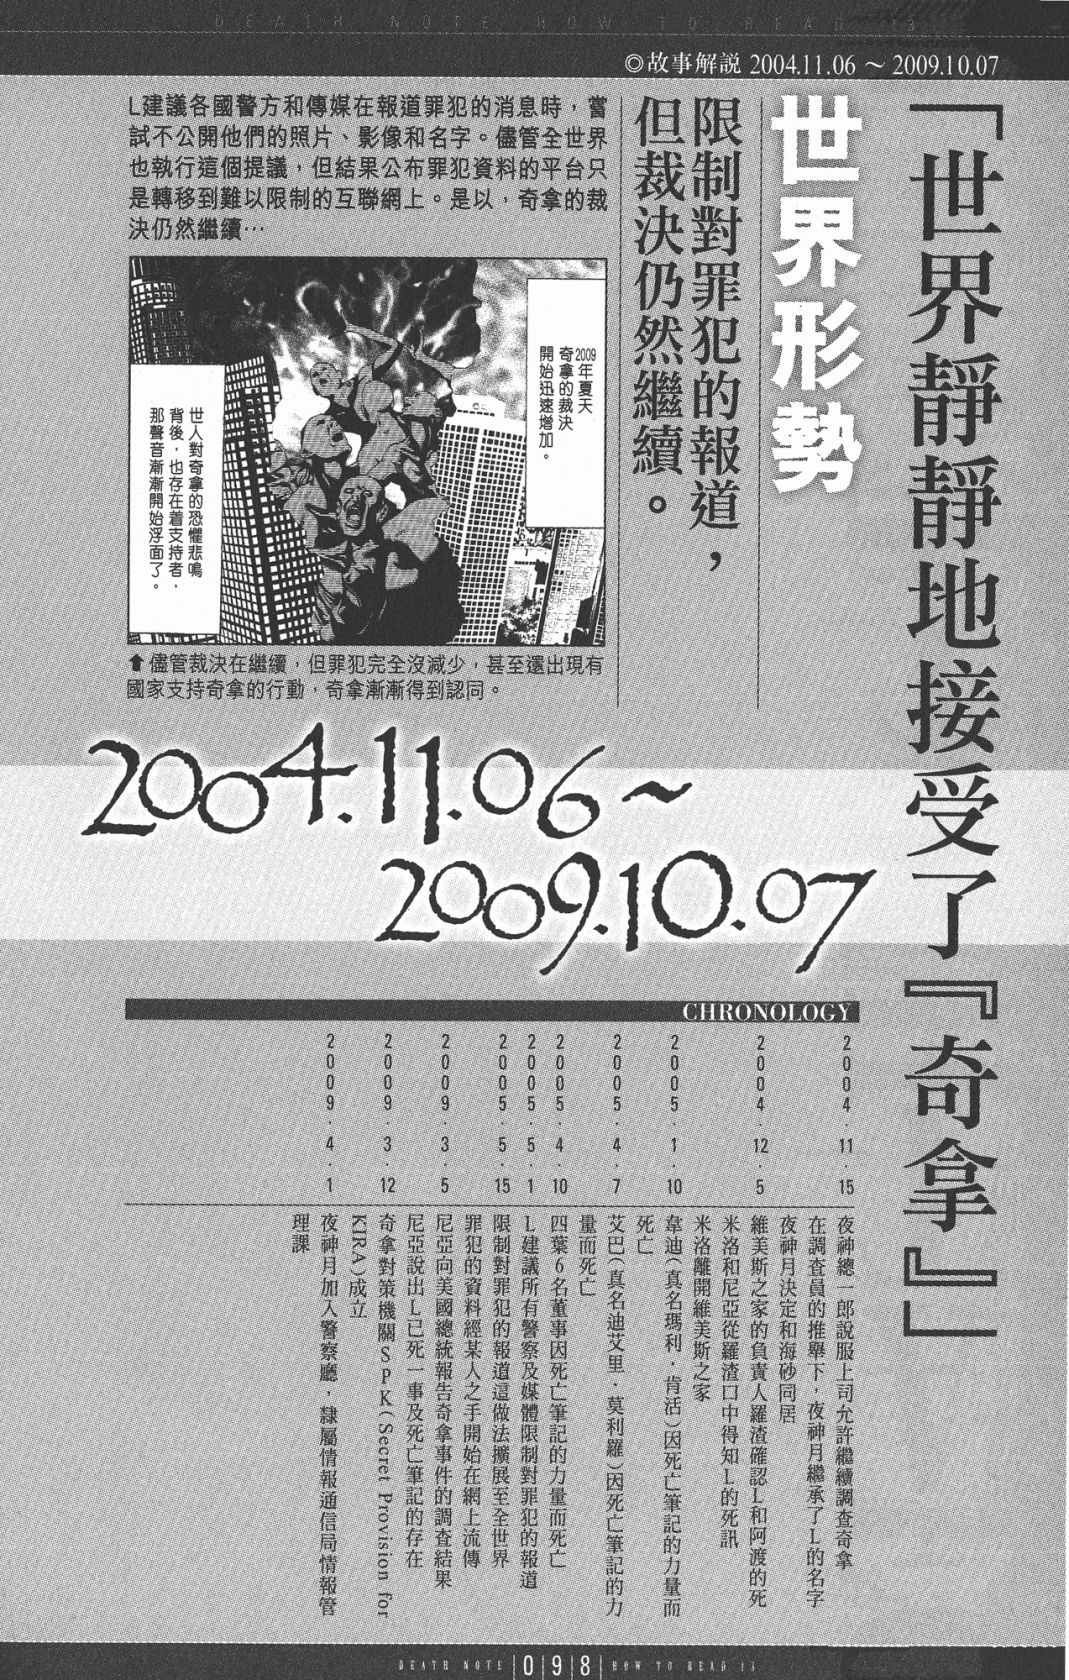 DEATH NOTE HOW TO READ 13
◎故事解説 2004.11.06 ～ 2009.10.07
「世界靜靜地接受了『奇拿』」
世界形勢
限制對罪犯的報道，
但裁決仍然繼續。
L建議各國警方和傳媒在報道罪犯的消息時，嘗
試不公開他們的照片、影像和名字。儘管全世界
也執行這個提議，但結果公布罪犯資料的平台只
是轉移到難以限制的互聯網上。是以，奇拿的裁
決仍然繼續…
2009年夏天
奇拿的裁決
開始迅速增加。
世人對奇拿的恐懼悲鳴
背後，也存在着支持者，
那聲音漸漸開始浮面了。
⬆儘管裁決在繼續，但罪犯完全沒減少，甚至還出現有
國家支持奇拿的行動，奇拿漸漸得到認同。
2004.11.06～
2009.10.07
CHRONOLOGY
2004．11．15
夜神總一郎說服上司允許繼續調查奇拿
在調查員的推舉下，夜神月繼承了L的名字
夜神月決定和海砂同居
2004．12．5
維美斯之家的負責人羅渣確認L和阿渡的死
米洛和尼亞從羅渣口中得知L的死訊
米洛離開維美斯之家
2005．1．10
韋迪（真名瑪利．肯活）因死亡筆記的力量而
死亡
2005．4．7
艾巴（真名迪艾里．莫利羅）因死亡筆記的力
量而死亡
2005．4．10
四葉6名董事因死亡筆記的力量而死亡
2005．5．1
L建議所有警察及媒體限制對罪犯的報道
2005．5．15
限制對罪犯的報道這做法擴展至全世界
罪犯的資料經某人之手開始在網上流傳
2009．3．5
尼亞向美國總統報告奇拿事件的調查結果
尼亞說出L已死一事及死亡筆記的存在
2009．3．12
奇拿對策機關SPK(Secret Provision for
KIRA)成立
2009．4．1
夜神月加入警察廳，隸屬情報通信局情報管
理課
DEATH NOTE |0|9|8| HOW TO READ 13